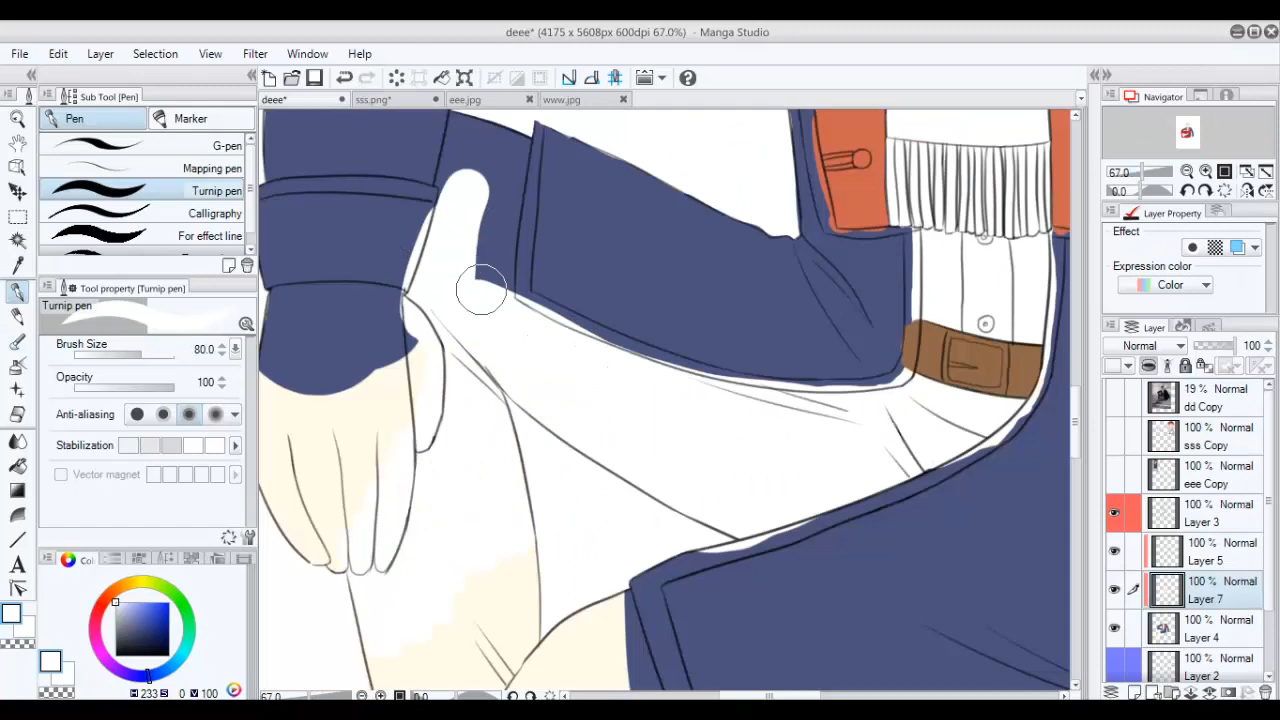 deee* (4175 x 5608px 600dpi 67.0%) - Manga Studio
File Edit Layer Selection View Filter Window Help
Sub Tool [Pen]
deee* sss.png* eee.jpg www.jpg
Navigator
Pen Marker
G-pen
Mapping pen
Turnip pen
Calligraphy
For effect line
67.0
0.0
Layer Property
Effect
Expression color
Color
Tool property [Turnip pen]
Turnip pen
Brush Size 80.0
Opacity 100
Anti-aliasing
Stabilization
Vector magnet
Layer
Normal 100
19 % Normal
dd Copy
100 % Normal
sss Copy
100 % Normal
eee Copy
100 % Normal
Layer 3
100 % Normal
Layer 5
100 % Normal
Layer 7
100 % Normal
Layer 4
100 % Normal
Layer 2
Col
H 233 S 0 V 100
67.0 0.0